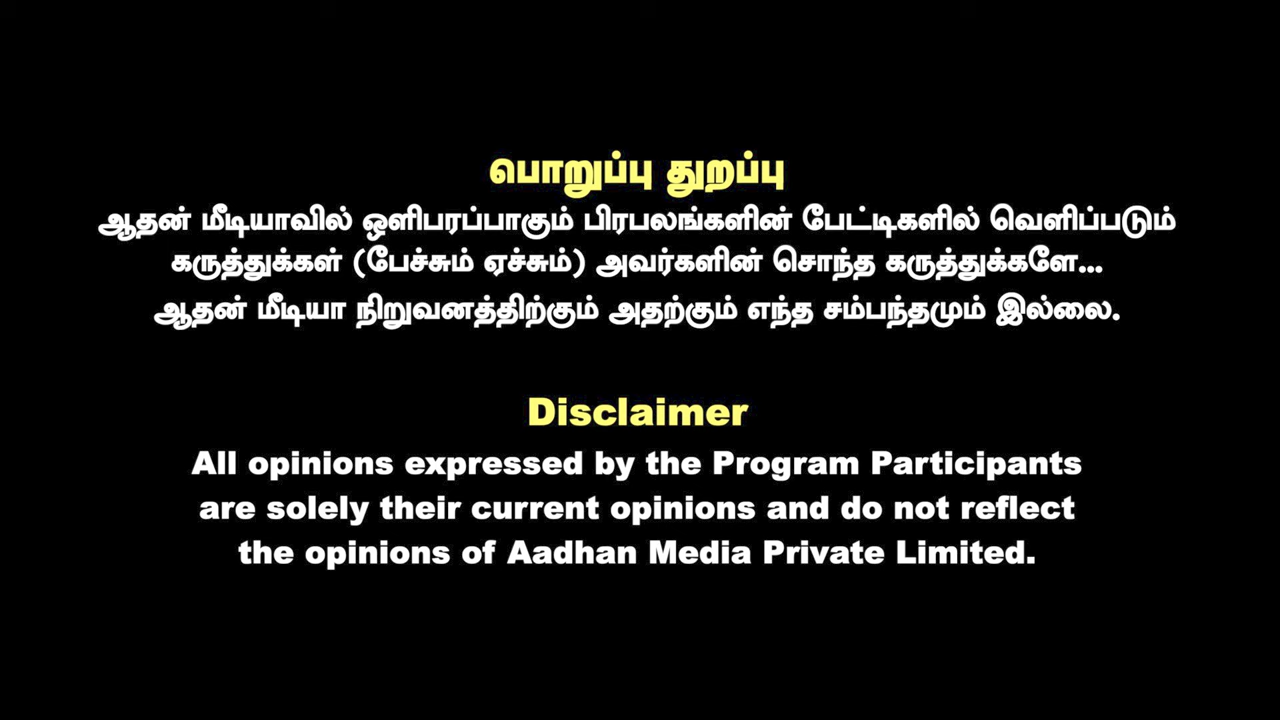 பொறுப்பு துறப்பு
ஆதன் மீடியாவில் ஒளிபரப்பாகும் பிரபலங்களின் பேட்டிகளில் வெளிப்படும்
கருத்துக்கள் (பேச்சும் ஏச்சும்) அவர்களின் சொந்த கருத்துக்களே...
ஆதன் மீடியா நிறுவனத்திற்கும் அதற்கும் எந்த சம்பந்தமும் இல்லை.
Disclaimer
All opinions expressed by the Program Participants
are solely their current opinions and do not reflect
the opinions of Aadhan Media Private Limited.